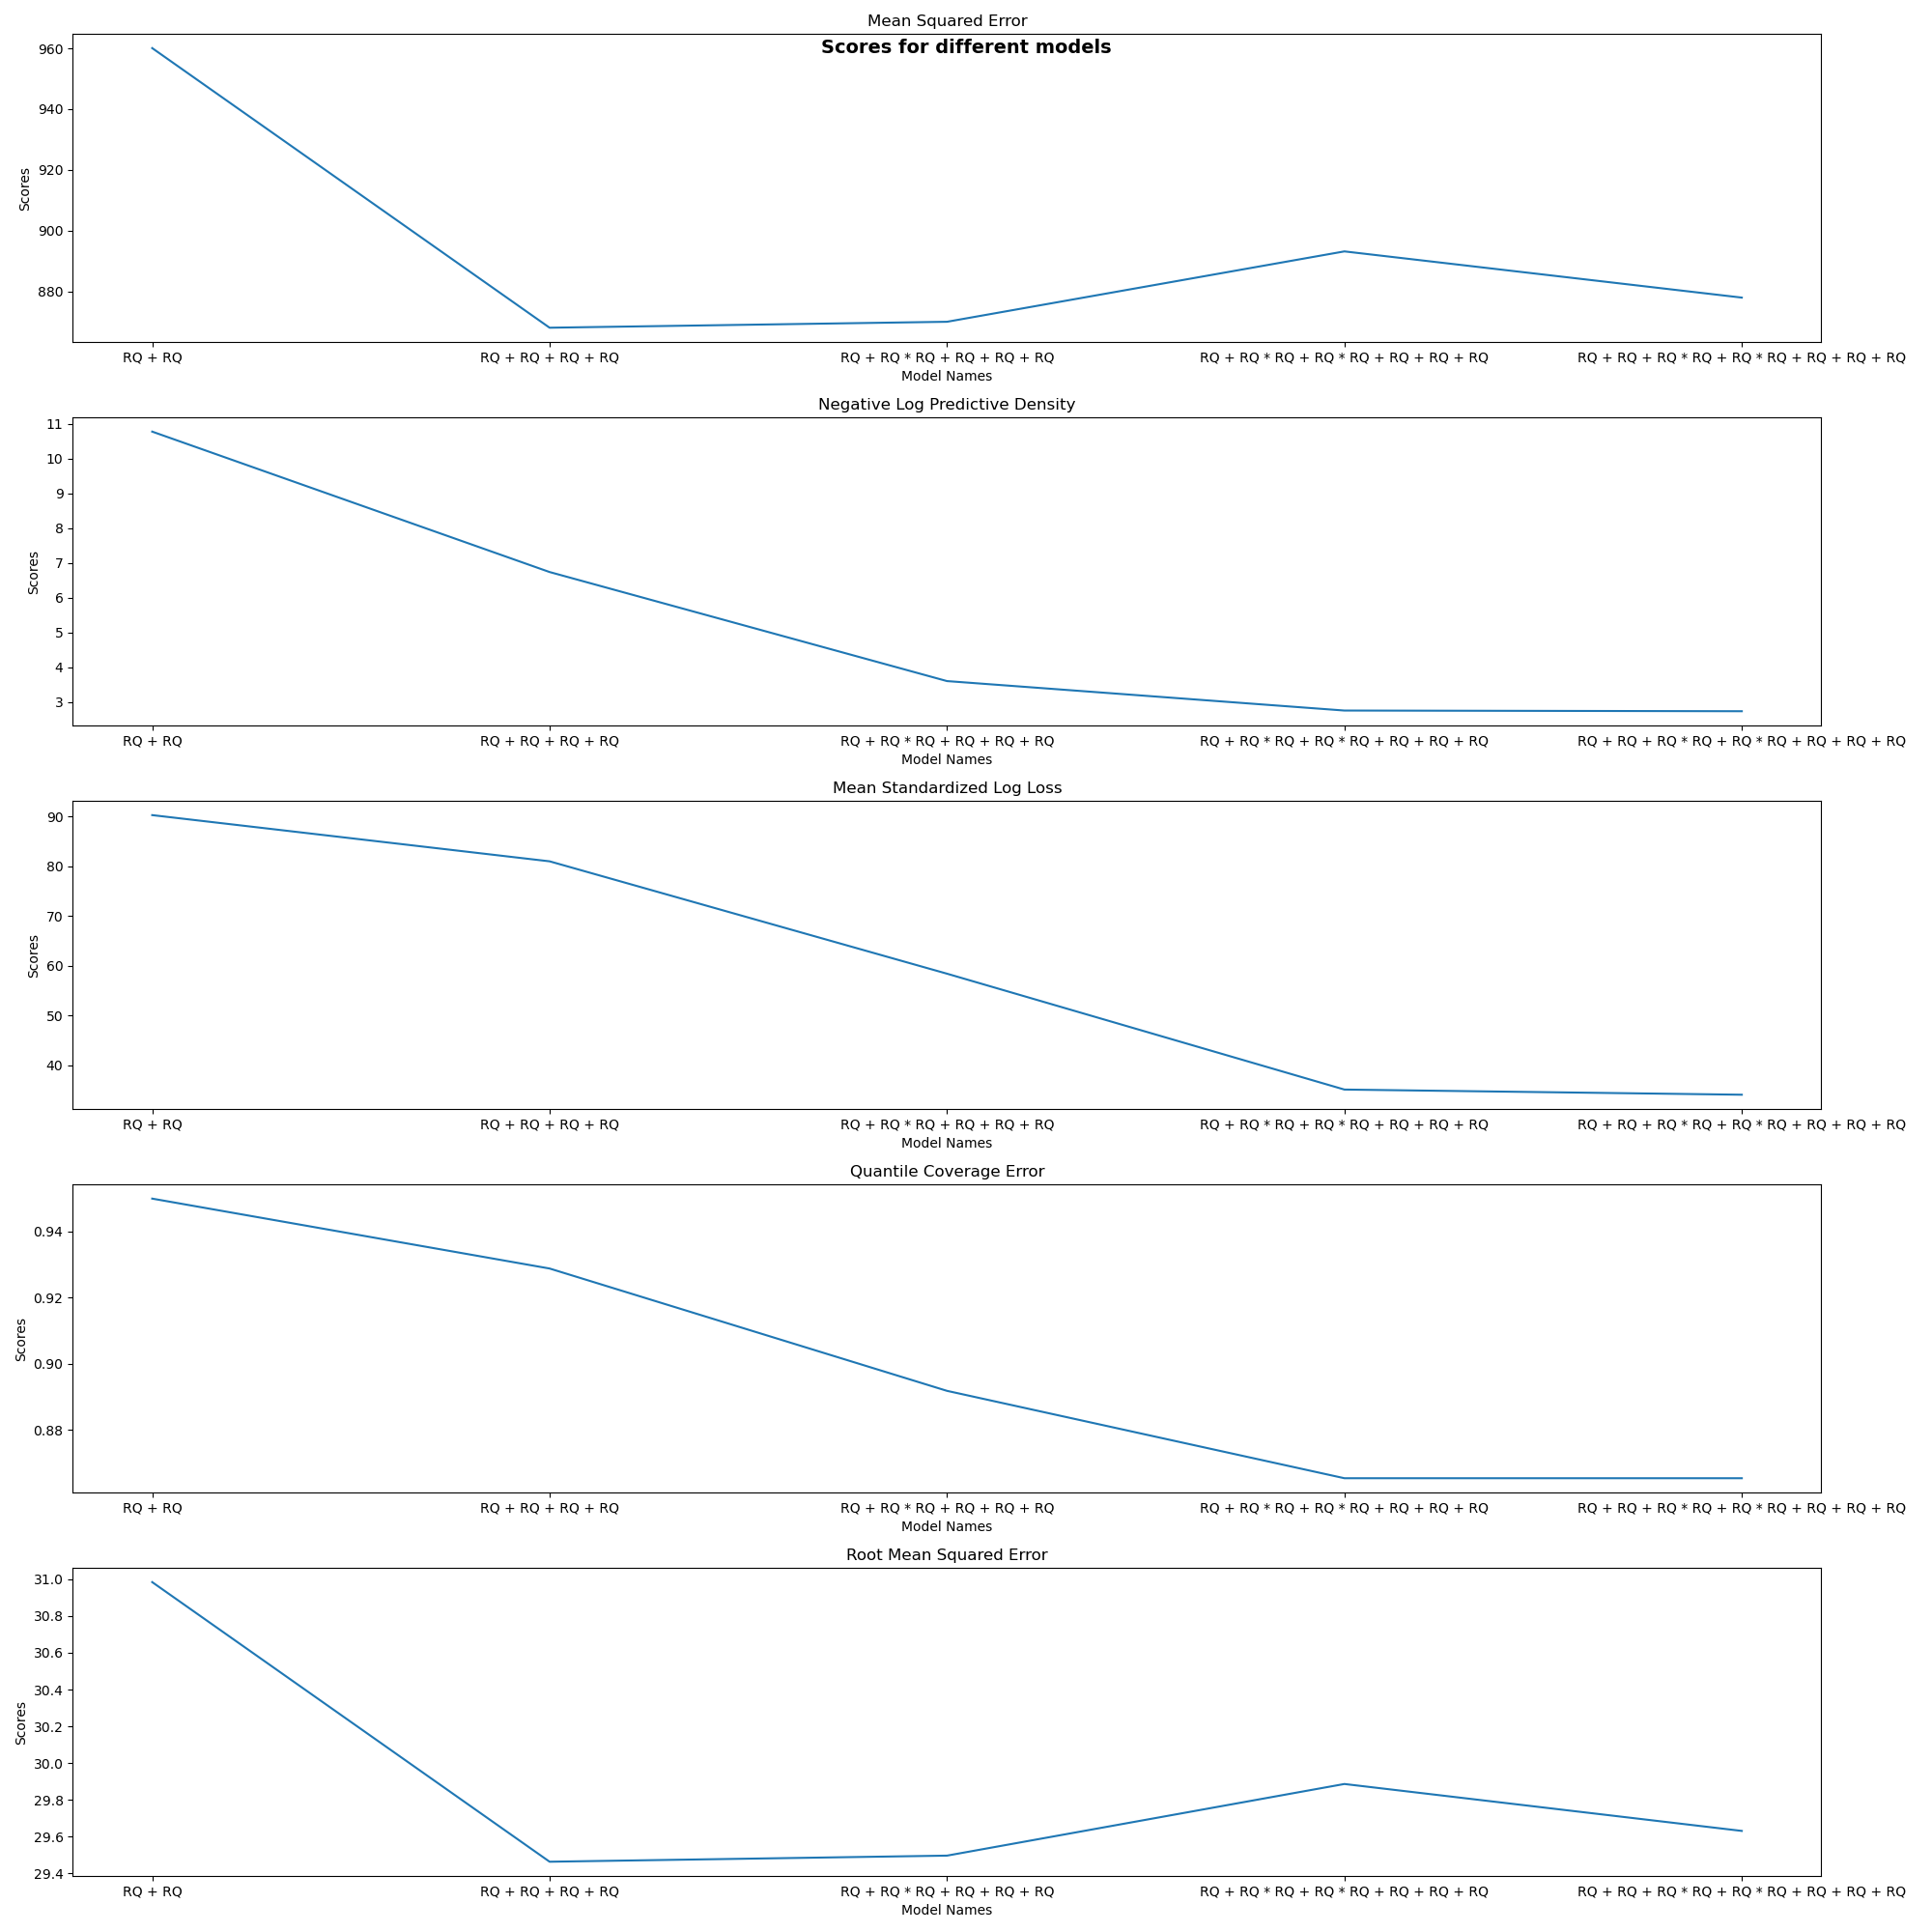 Mean Squared Error
Scores for different models
960
940
920
900
880
Scores
RQ + RQ
RQ + RQ + RQ + RQ
RQ + RQ * RQ + RQ + RQ + RQ
RQ + RQ * RQ + RQ * RQ + RQ + RQ + RQ
RQ + RQ + RQ * RQ + RQ * RQ + RQ + RQ + RQ
Model Names
Negative Log Predictive Density
11
10
9
8
7
6
5
4
3
Scores
RQ + RQ
RQ + RQ + RQ + RQ
RQ + RQ * RQ + RQ + RQ + RQ
RQ + RQ * RQ + RQ * RQ + RQ + RQ + RQ
RQ + RQ + RQ * RQ + RQ * RQ + RQ + RQ + RQ
Model Names
Mean Standardized Log Loss
90
80
70
60
50
40
Scores
RQ + RQ
RQ + RQ + RQ + RQ
RQ + RQ * RQ + RQ + RQ + RQ
RQ + RQ * RQ + RQ * RQ + RQ + RQ + RQ
RQ + RQ + RQ * RQ + RQ * RQ + RQ + RQ + RQ
Model Names
Quantile Coverage Error
0.94
0.92
0.90
0.88
Scores
RQ + RQ
RQ + RQ + RQ + RQ
RQ + RQ * RQ + RQ + RQ + RQ
RQ + RQ * RQ + RQ * RQ + RQ + RQ + RQ
RQ + RQ + RQ * RQ + RQ * RQ + RQ + RQ + RQ
Model Names
Root Mean Squared Error
31.0
30.8
30.6
30.4
30.2
30.0
29.8
29.6
29.4
Scores
RQ + RQ
RQ + RQ + RQ + RQ
RQ + RQ * RQ + RQ + RQ + RQ
RQ + RQ * RQ + RQ * RQ + RQ + RQ + RQ
RQ + RQ + RQ * RQ + RQ * RQ + RQ + RQ + RQ
Model Names